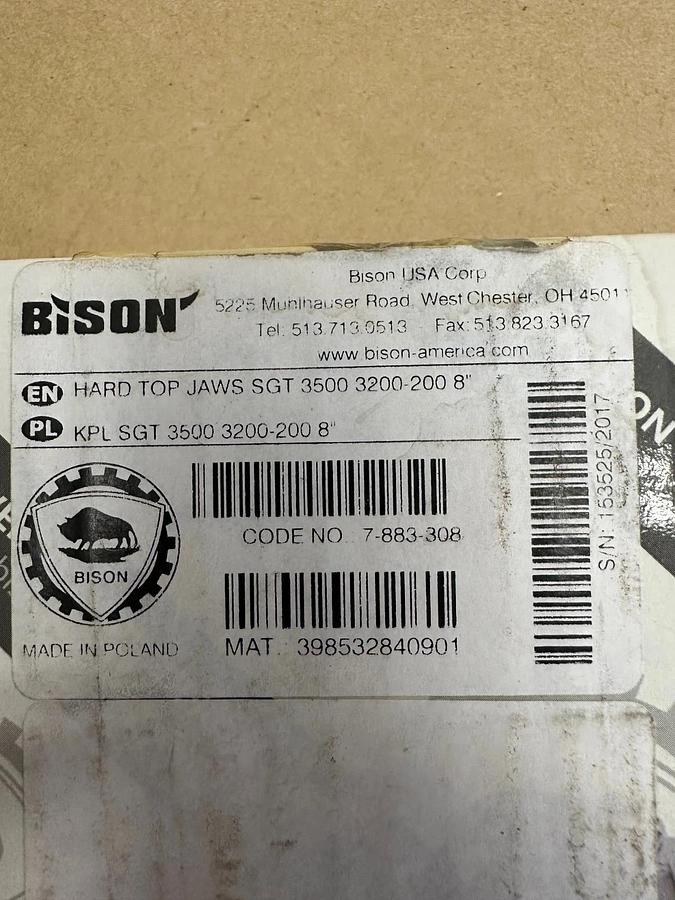 Bison USA Corp
5225 Muhlhauser Road, West Chester, OH 45011
Tel: 513.713.0513 Fax: 513.823.3167
www.bison-america.com
BISON
EN HARD TOP JAWS SGT 3500 3200-200 8"
PL KPL SGT 3500 3200-200 8"
CODE NO. 7-883-308
BISON
MADE IN POLAND
MAT. 398532840901
S/N: 153525/2017
ON